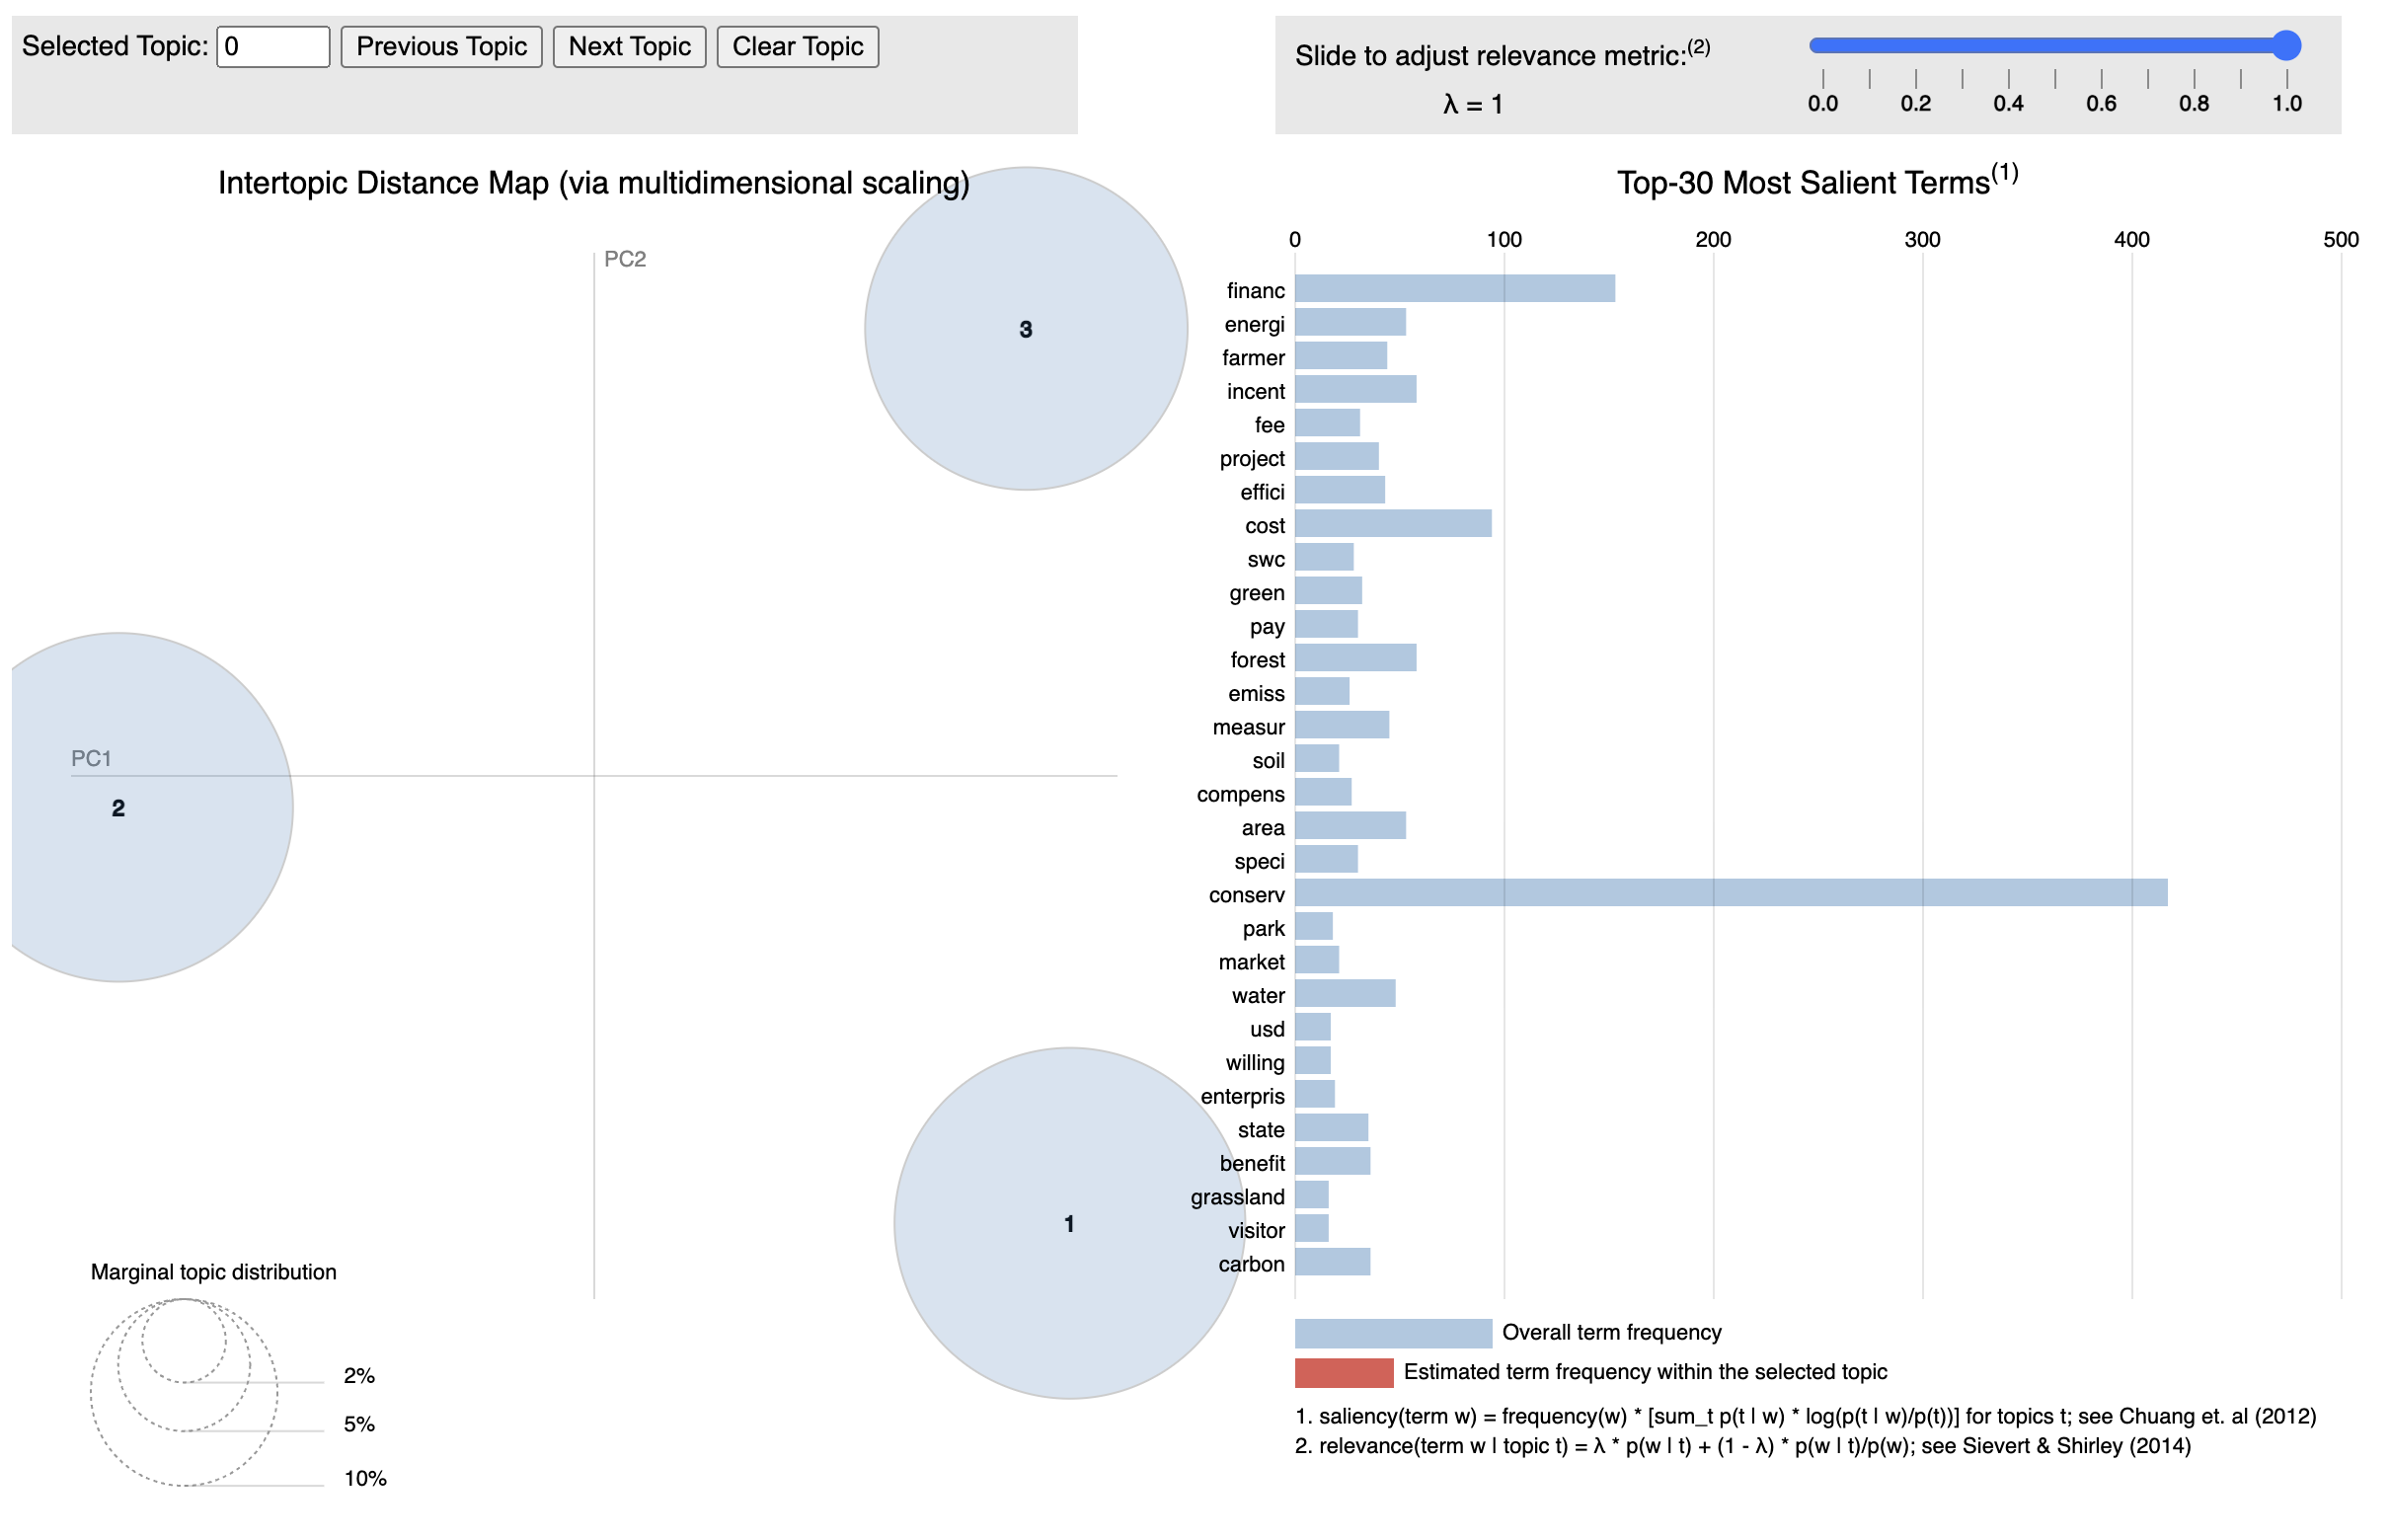 Selected Topic: 0 Previous Topic Next Topic Clear Topic
Slide to adjust relevance metric:(2)
λ = 1
0.0 0.2 0.4 0.6 0.8 1.0
Intertopic Distance Map (via multidimensional scaling)
PC2
3
PC1
2
1
Marginal topic distribution
2%
5%
10%
Top-30 Most Salient Terms(1)
0 100 200 300 400 500
financ
energi
farmer
incent
fee
project
effici
cost
swc
green
pay
forest
emiss
measur
soil
compens
area
speci
conserv
park
market
water
usd
willing
enterpris
state
benefit
grassland
visitor
carbon
Overall term frequency
Estimated term frequency within the selected topic
1. saliency(term w) = frequency(w) * [sum_t p(t | w) * log(p(t | w)/p(t))] for topics t; see Chuang et. al (2012)
2. relevance(term w | topic t) = λ * p(w | t) + (1 - λ) * p(w | t)/p(w); see Sievert & Shirley (2014)